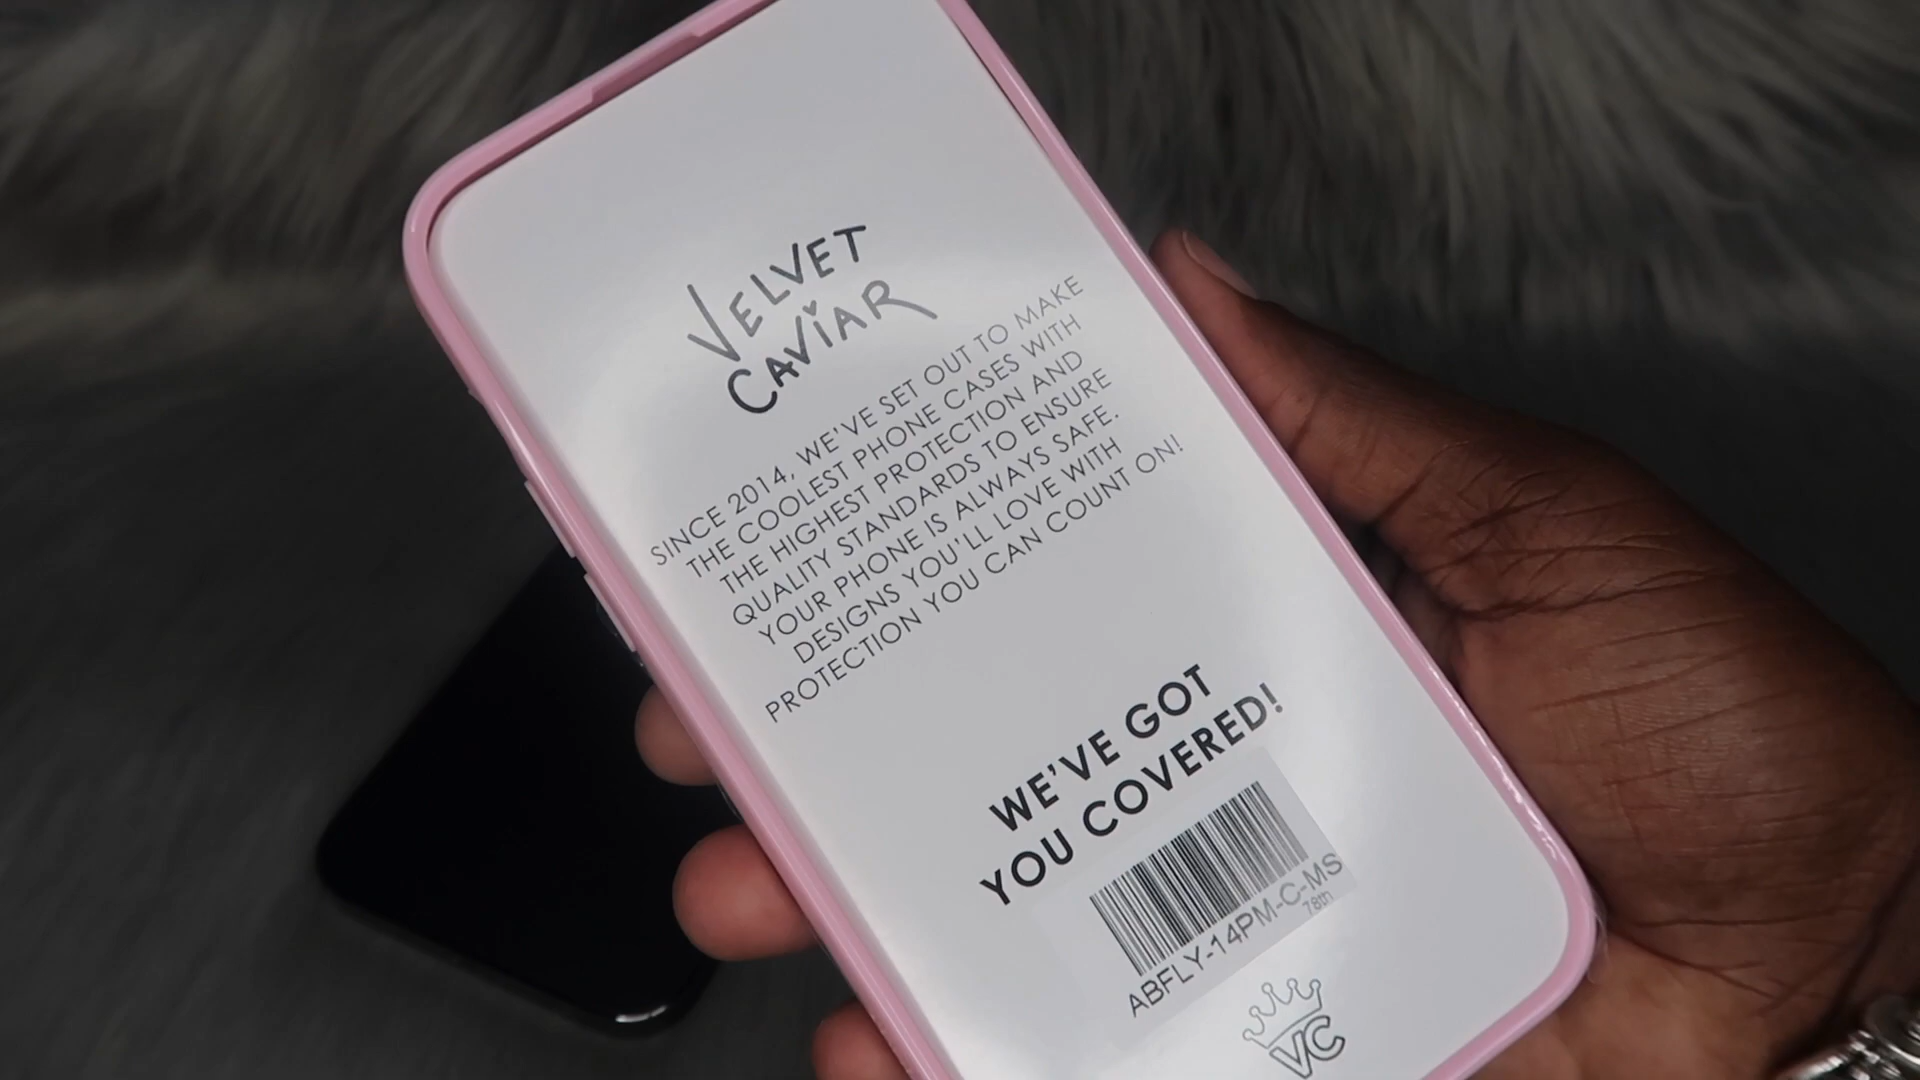 VELVET
CAViAR
SINCE 2014, WE'VE SET OUT TO MAKE
THE COOLEST PHONE CASES WITH
THE HIGHEST PROTECTION AND
QUALITY STANDARDS TO ENSURE
YOUR PHONE IS ALWAYS SAFE.
DESIGNS YOU'LL LOVE WITH
PROTECTION YOU CAN COUNT ON!
WE'VE GOT
YOU COVERED!
ABFLY-14PM-C-MS
78th
VC